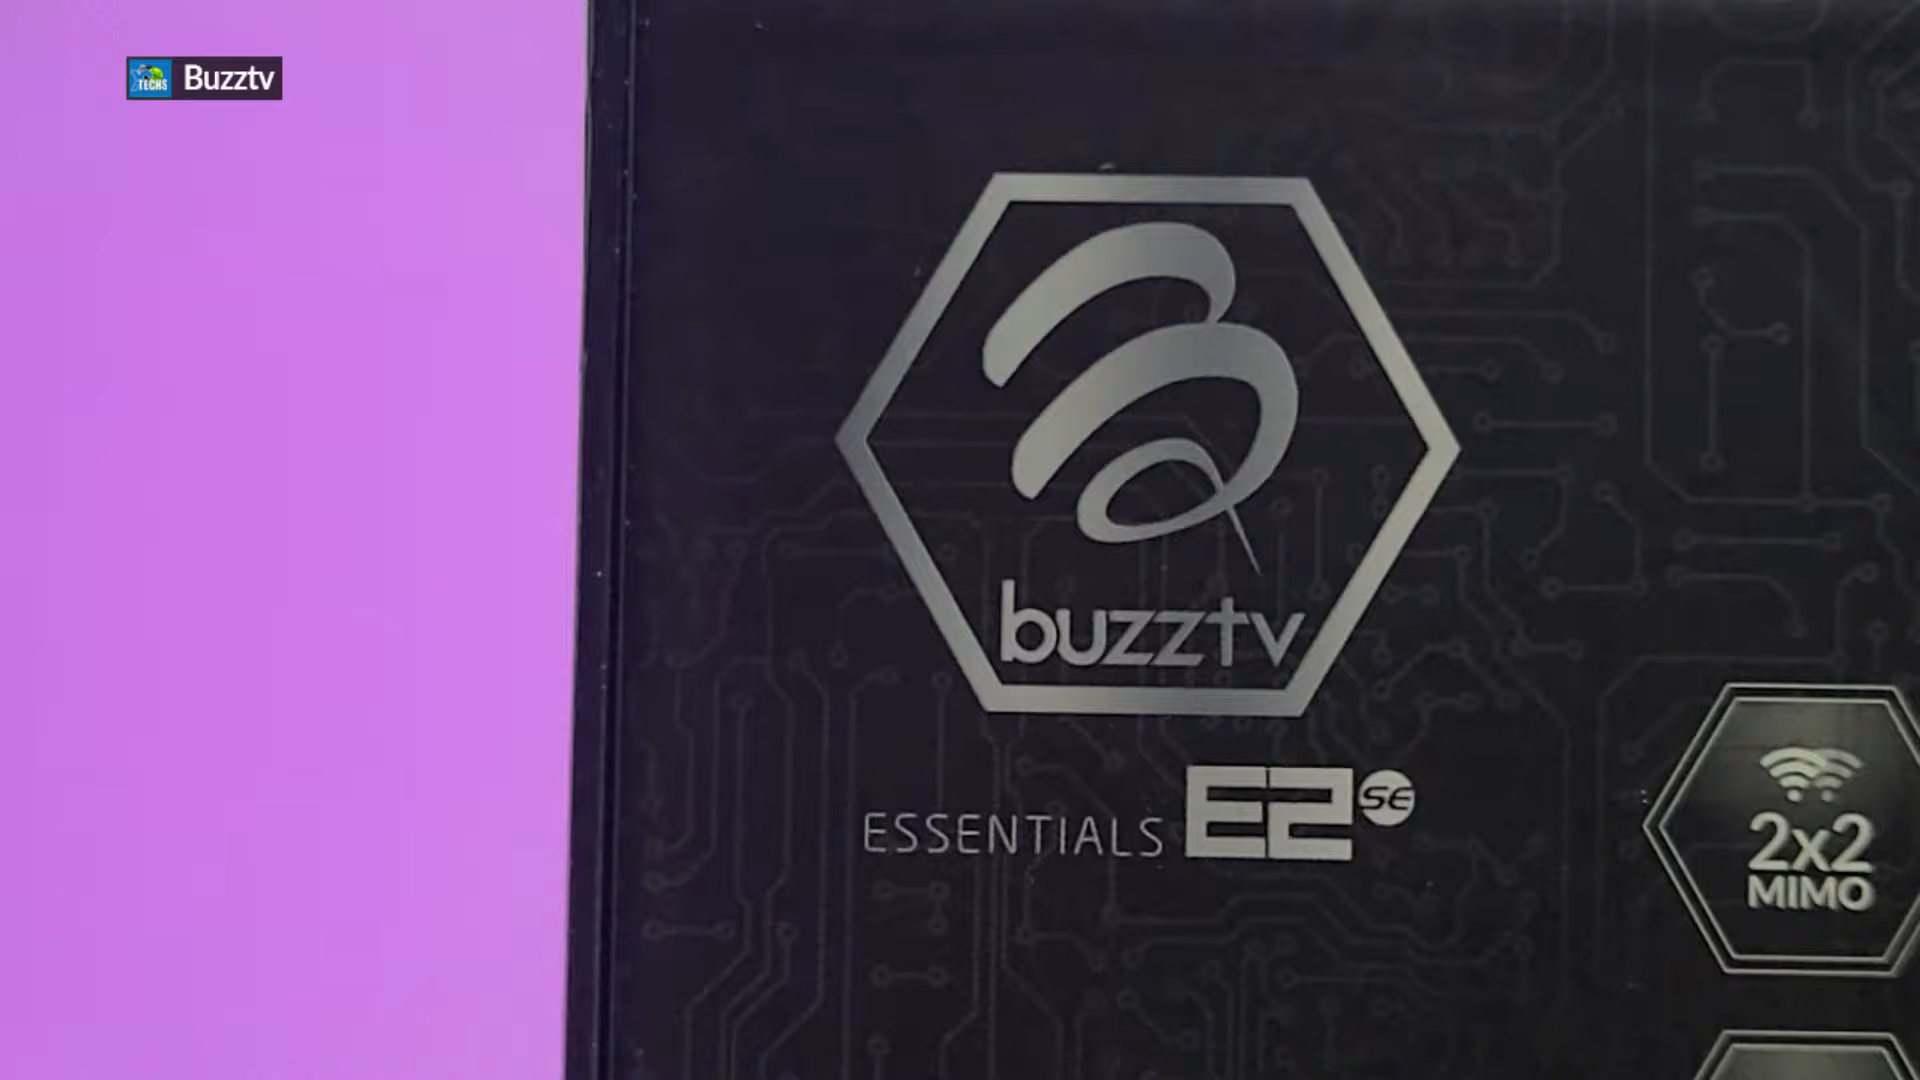 TECHS Buzztv
buzztv
ESSENTIALS E2 SE
2x2
MIMO